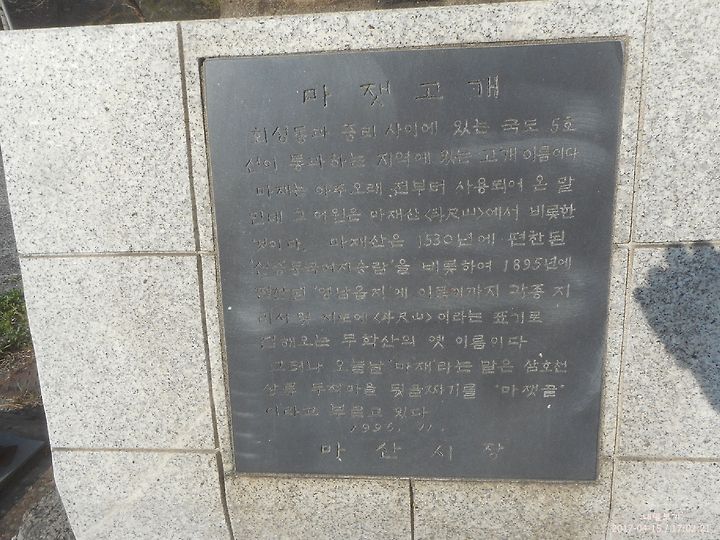 마잿고개
회성동과 중리 사이에 있는 국도 5호
선이 통과하는 지역에 있는 고개 이름이다
마재는 아주 오래 전부터 사용되어 온 말
인데 그 어원은 마재산<斗尺山>에서 비롯한
것이다. 마재산은 1530년에 편찬된
'신증동국여지승람'을 비롯하여 1895년에
'영남읍지'에 이르기까지 각종 지
리서 및 지도에 <斗尺山>이라는 표기로
전해오는 무학산의 옛 이름이다
그러나 오늘날 '마재'라는 말은 삼호천
상류 두척마을 뒷골짜기를 "마잿골"
이라고 부르고 있다
1996. 11.
마산시장
2017-04-15 / 17:03:21